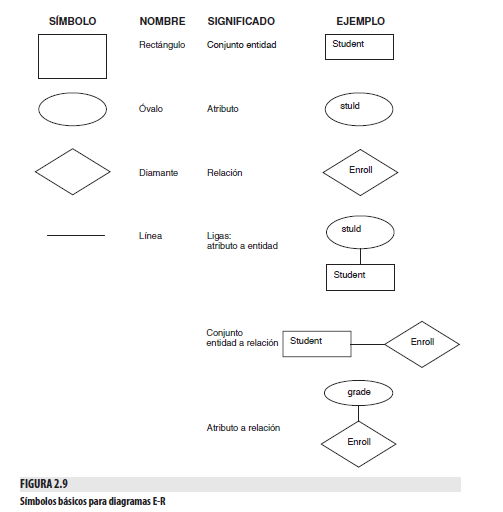 SÍMBOLO NOMBRE SIGNIFICADO EJEMPLO
Rectángulo Conjunto entidad Student
Óvalo Atributo stuId
Diamante Relación Enroll
Línea Ligas:
atributo a entidad
stuId
Student
Conjunto
entidad a relación
Student Enroll
grade
Atributo a relación
Enroll
FIGURA 2.9
Símbolos básicos para diagramas E-R